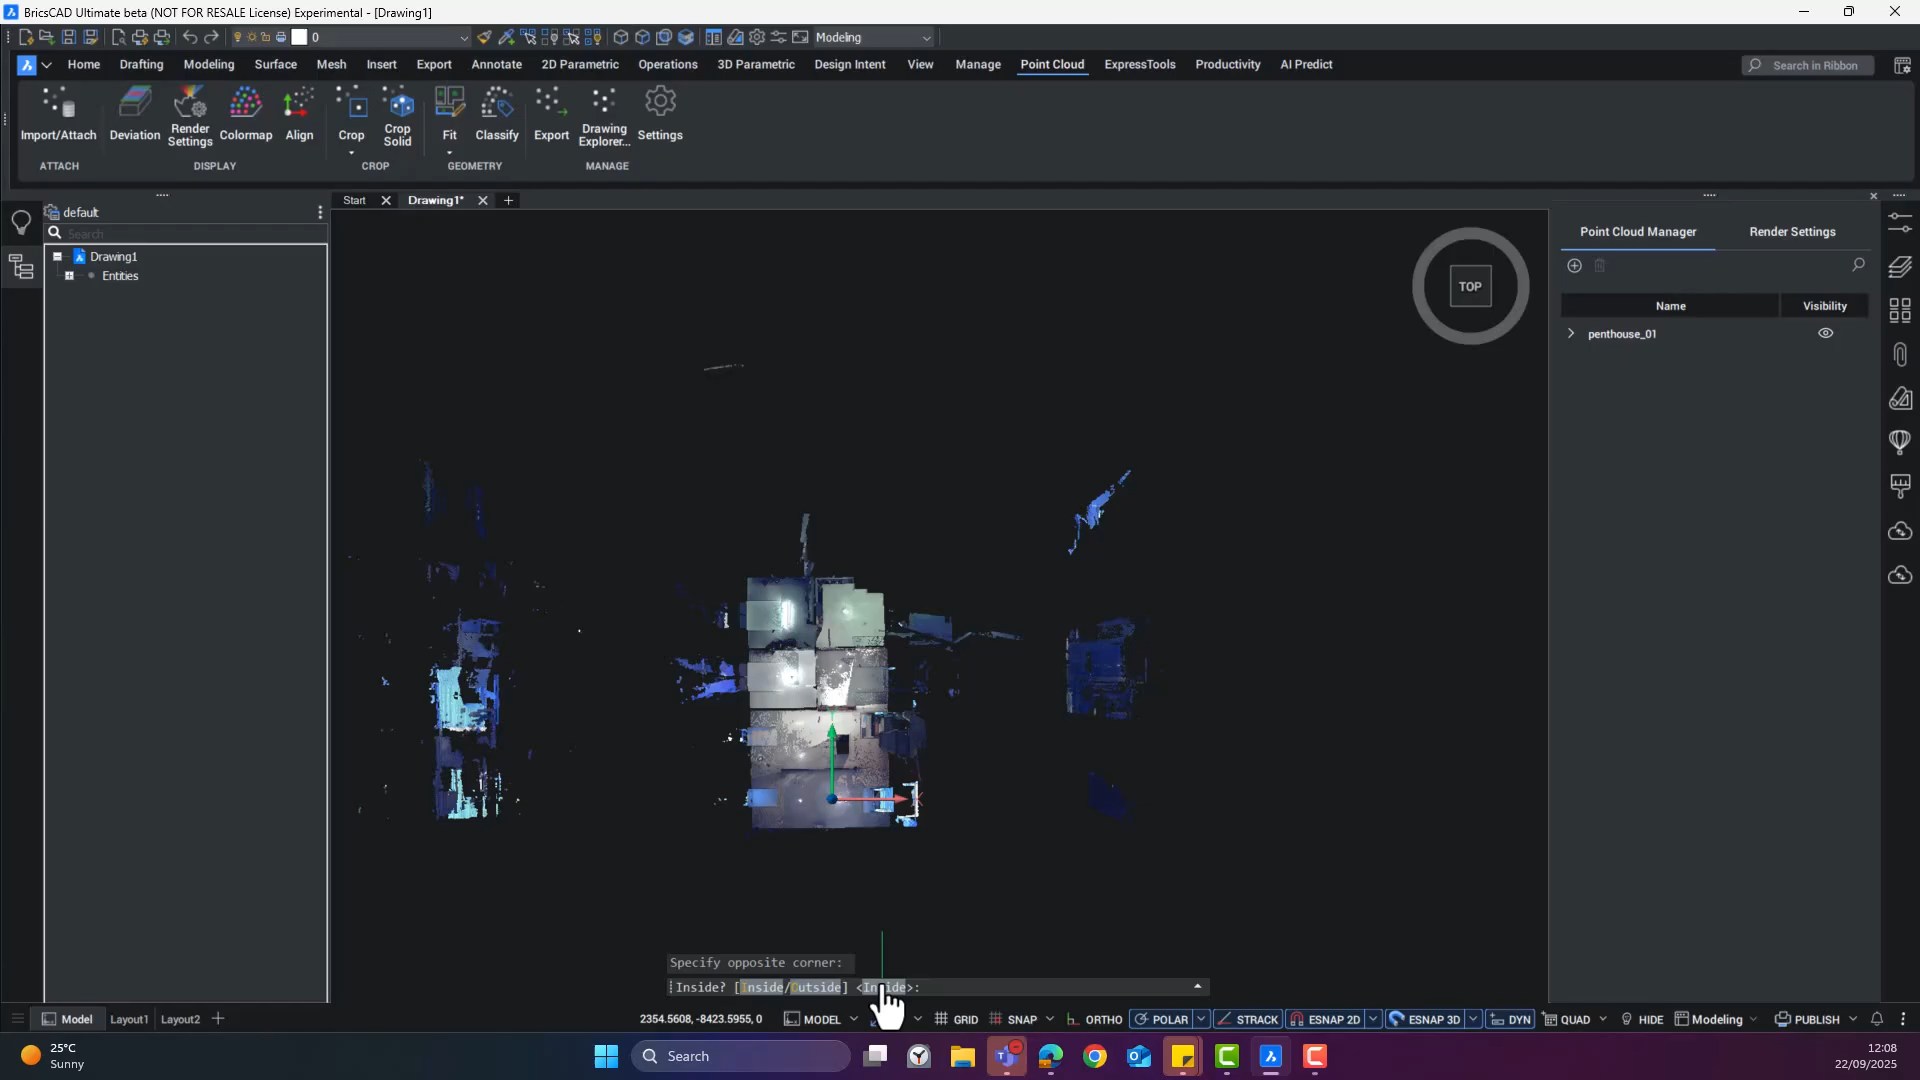 BricsCAD Ultimate beta (NOT FOR RESALE License) Experimental - [Drawing1]
0
Modeling
Home Drafting Modeling Surface Mesh Insert Export Annotate 2D Parametric Operations 3D Parametric Design Intent View Manage Point Cloud ExpressTools Productivity AI Predict Search in Ribbon
Import/Attach Deviation Render Settings Colormap Align Crop Crop Solid Fit Classify Export Drawing Explorer... Settings
ATTACH DISPLAY CROP GEOMETRY MANAGE
Start Drawing1*
default
Search
Drawing1
Entities
TOP
Point Cloud Manager Render Settings
Name Visibility
penthouse_01
X
Specify opposite corner:
Inside? [Inside/Outside] <Inside>:
Model Layout1 Layout2
2354.5608, -8423.5955, 0 MODEL GRID SNAP ORTHO POLAR STRACK ESNAP 2D ESNAP 3D DYN QUAD HIDE Modeling PUBLISH
25°C
Sunny
Search
12:08
22/09/2025